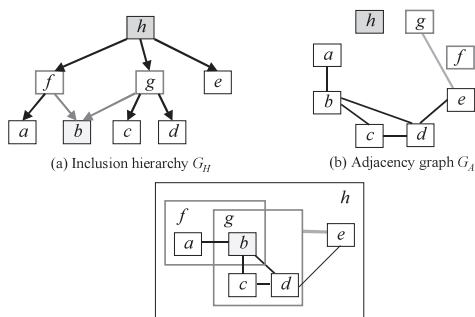 h
f g e
a b c d
(a) Inclusion hierarchy G_H
h g
f
a
e
b
c d
(b) Adjacency graph G_A
h
f g
a b e
c d